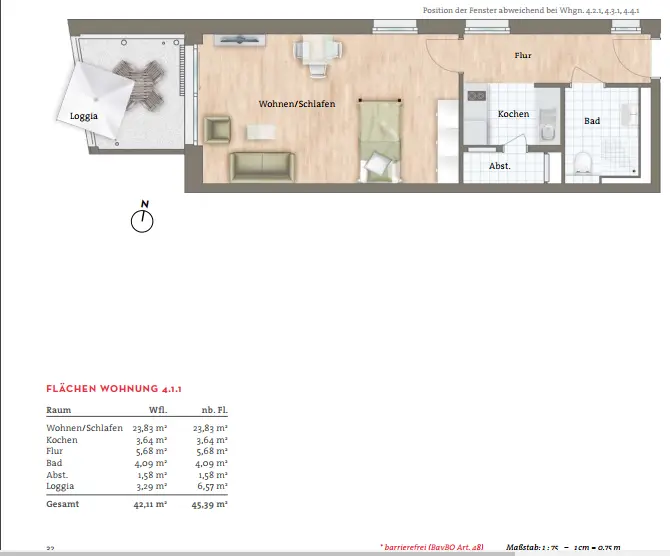 Position der Fenster abweichend bei Whgn. 4.2.1, 4.3.1, 4.4.1
Flur
Wohnen/Schlafen
Loggia
Kochen
Bad
Abst.
N
FLÄCHEN WOHNUNG 4.1.1
Raum Wfl. nb. Fl.
Wohnen/Schlafen 23,83 m² 23,83 m²
Kochen 3,64 m² 3,64 m²
Flur 5,68 m² 5,68 m²
Bad 4,09 m² 4,09 m²
Abst. 1,58 m² 1,58 m²
Loggia 3,29 m² 6,57 m²
Gesamt 42,11 m² 45,39 m²
* barrierefrei (BayBO Art. 48) Maßstab: 1 : 75 – 1 cm = 0,75 m